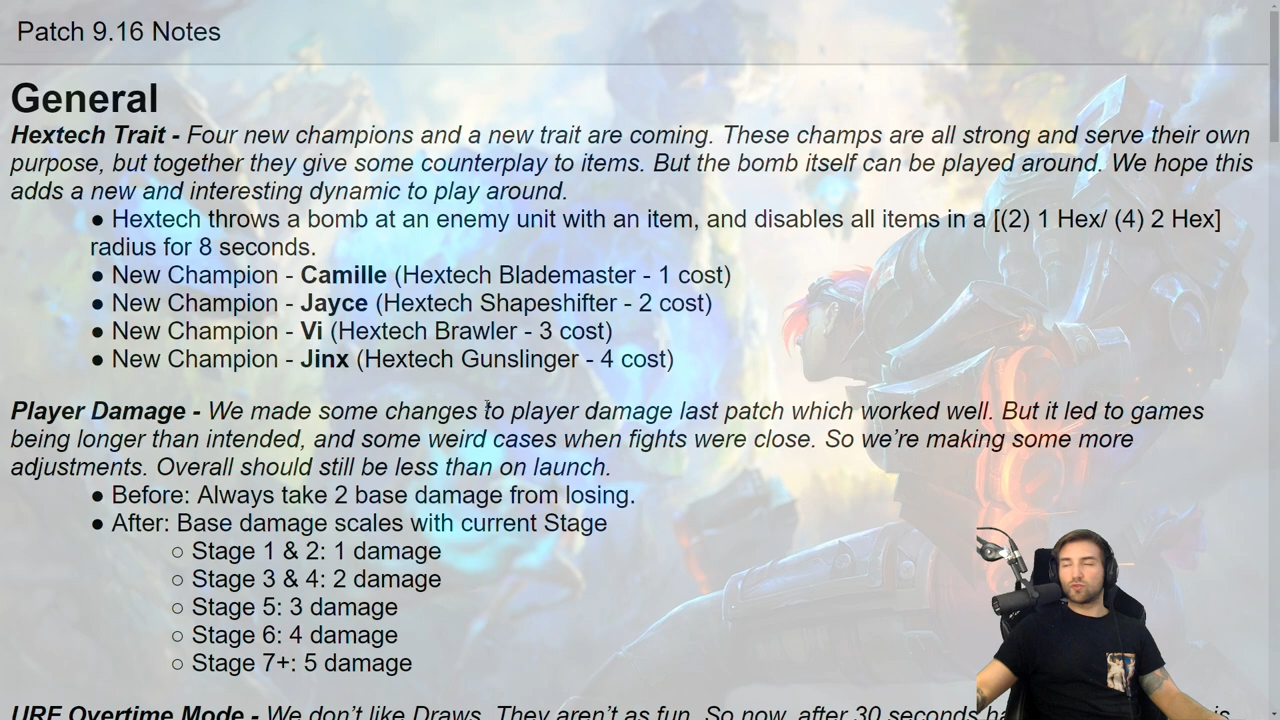 Patch 9.16 Notes
General
Hextech Trait - Four new champions and a new trait are coming. These champs are all strong and serve their own
purpose, but together they give some counterplay to items. But the bomb itself can be played around. We hope this
adds a new and interesting dynamic to play around.
● Hextech throws a bomb at an enemy unit with an item, and disables all items in a [(2) 1 Hex/ (4) 2 Hex]
radius for 8 seconds.
● New Champion - Camille (Hextech Blademaster - 1 cost)
● New Champion - Jayce (Hextech Shapeshifter - 2 cost)
● New Champion - Vi (Hextech Brawler - 3 cost)
● New Champion - Jinx (Hextech Gunslinger - 4 cost)
Player Damage - We made some changes to player damage last patch which worked well. But it led to games
being longer than intended, and some weird cases when fights were close. So we’re making some more
adjustments. Overall should still be less than on launch.
● Before: Always take 2 base damage from losing.
● After: Base damage scales with current Stage
○ Stage 1 & 2: 1 damage
○ Stage 3 & 4: 2 damage
○ Stage 5: 3 damage
○ Stage 6: 4 damage
○ Stage 7+: 5 damage
URF Overtime Mode - We don’t like Draws. They aren’t as fun. So now, after 30 seconds